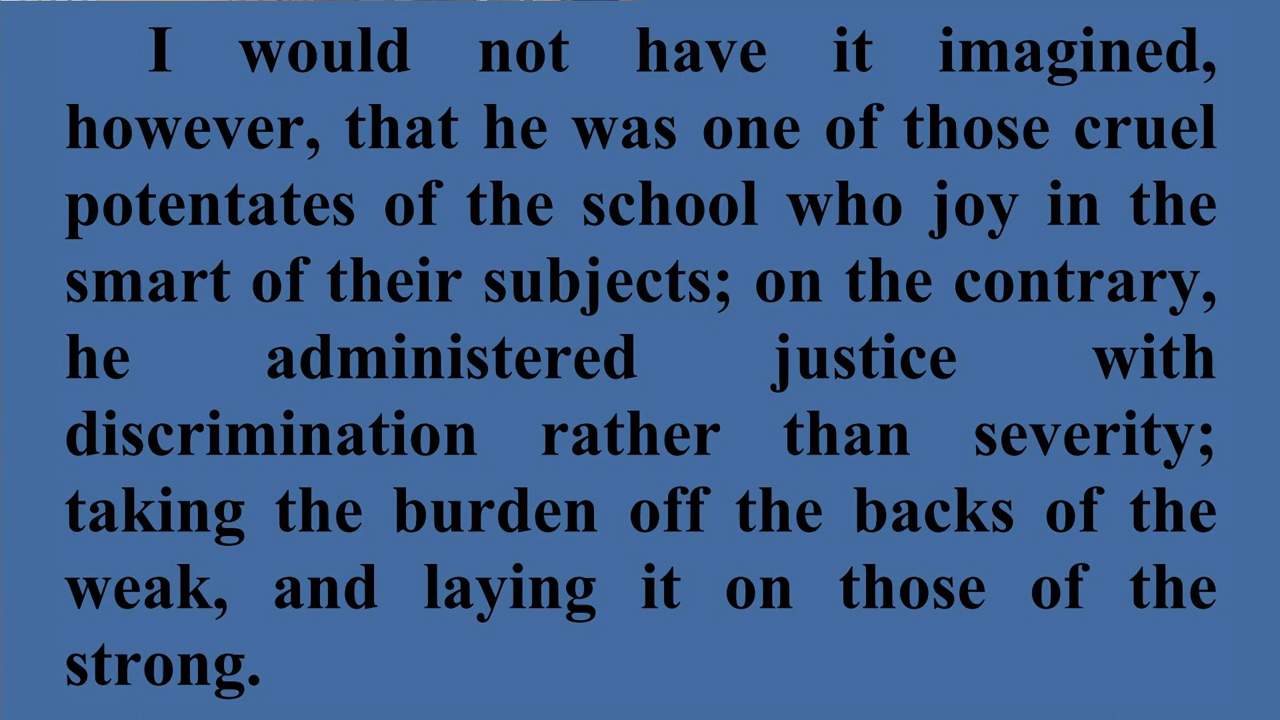 I would not have it imagined,
however, that he was one of those cruel
potentates of the school who joy in the
smart of their subjects; on the contrary,
he administered justice with
discrimination rather than severity;
taking the burden off the backs of the
weak, and laying it on those of the
strong.